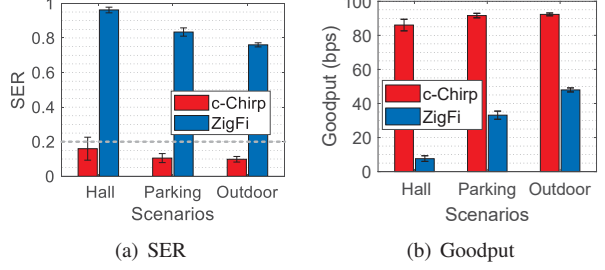 1
0.8
0.6
0.4
0.2
0
SER
c-Chirp
ZigFi
Hall Parking Outdoor
Scenarios
(a) SER
100
80
60
40
20
0
Goodput (bps)
c-Chirp
ZigFi
Hall Parking Outdoor
Scenarios
(b) Goodput